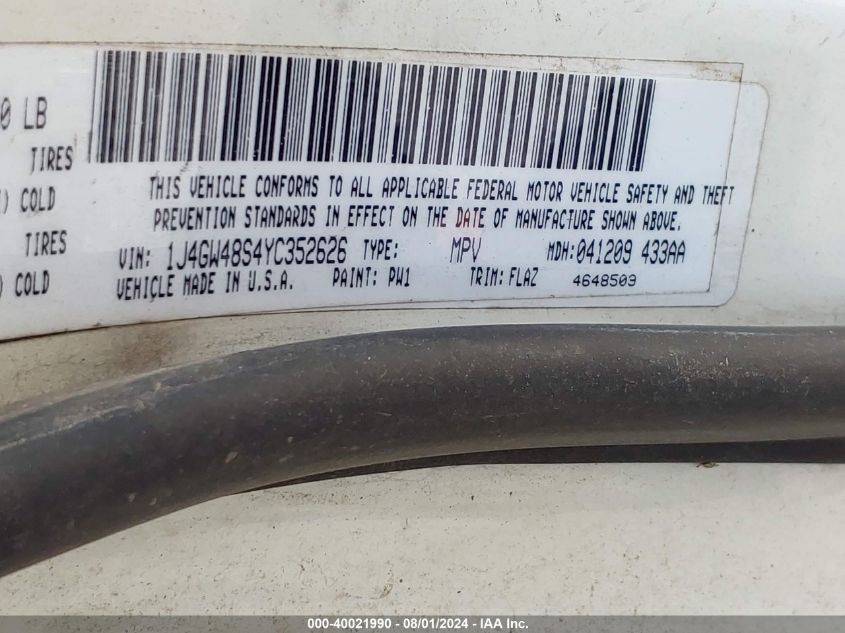 0 LB
TIRES
) COLD
TIRES
) COLD
THIS VEHICLE CONFORMS TO ALL APPLICABLE FEDERAL MOTOR VEHICLE SAFETY AND THEFT
PREVENTION STANDARDS IN EFFECT ON THE DATE OF MANUFACTURE SHOWN ABOVE.
VIN: 1J4GW48S4YC352626 TYPE: MPV MDH:041209 433AA
VEHICLE MADE IN U.S.A. PAINT: PW1 TRIM: FLAZ 4648509
000-40021990 - 08/01/2024 - IAA Inc.